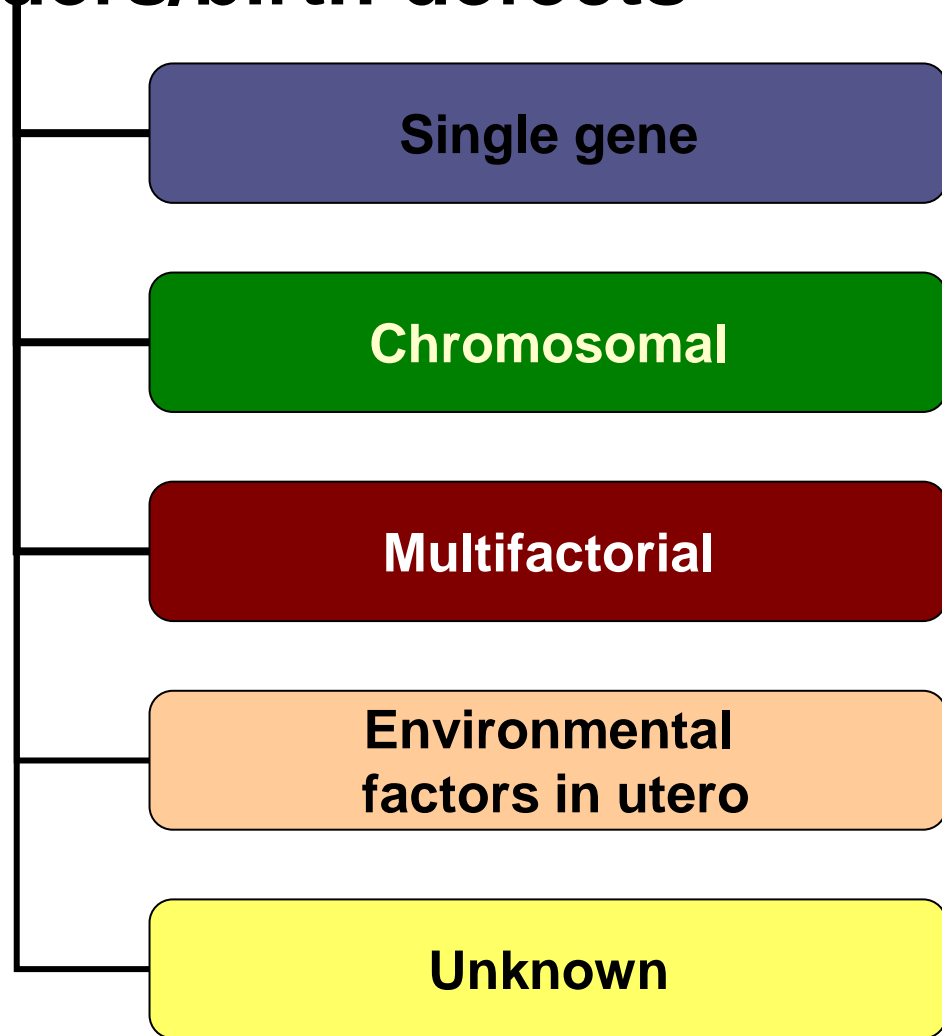 Single gene
Chromosomal
Multifactorial
Environmental
factors in utero
Unknown